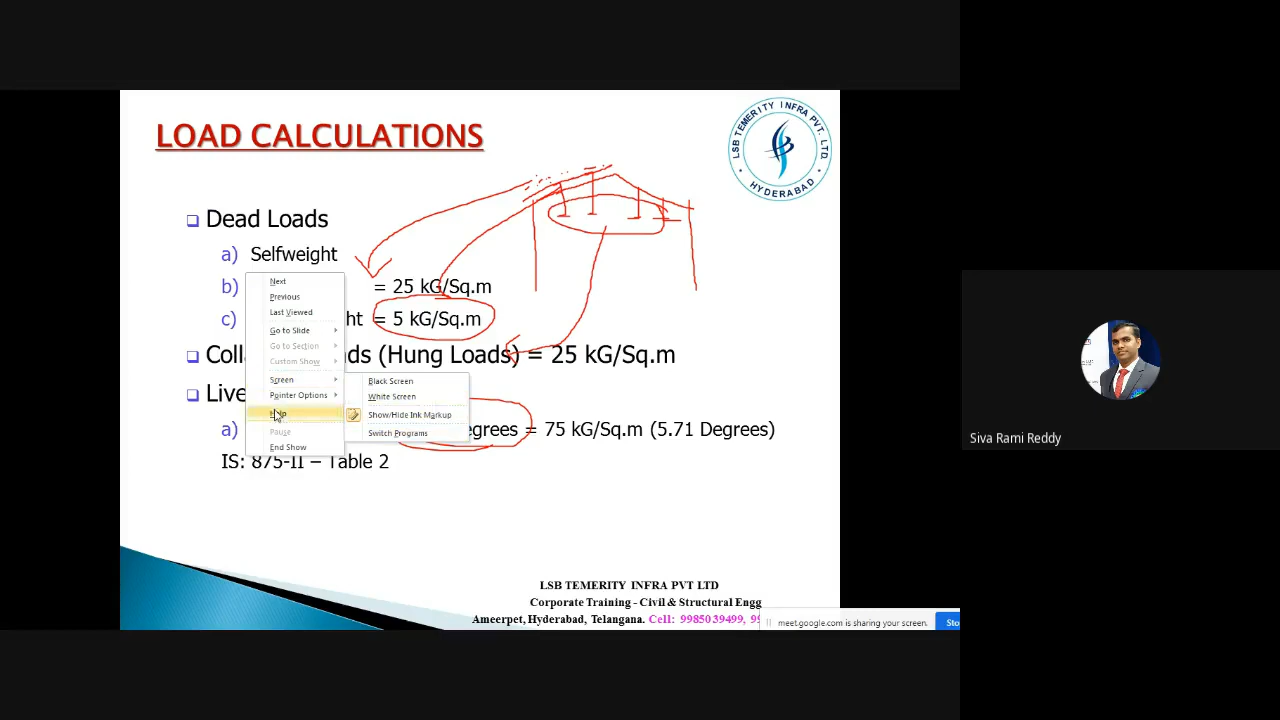 LOAD CALCULATIONS
LSB TEMERITY INFRA PVT. LTD.
HYDERABAD
Dead Loads
a) Selfweight
b) = 25 kG/Sq.m
c) = 5 kG/Sq.m
(Hung Loads) = 25 kG/Sq.m
Live
a) = 75 kG/Sq.m (5.71 Degrees)
IS: 875-II – Table 2
Next
Previous
Last Viewed
Go to Slide
Go to Section
Custom Show
Screen
Pointer Options
Help
Pause
End Show
Black Screen
White Screen
Show/Hide Ink Markup
Switch Programs
Siva Rami Reddy
LSB TEMERITY INFRA PVT LTD
Corporate Training - Civil & Structural Engg
Ameerpet, Hyderabad, Telangana. Cell: 9985039499,
meet.google.com is sharing your screen.